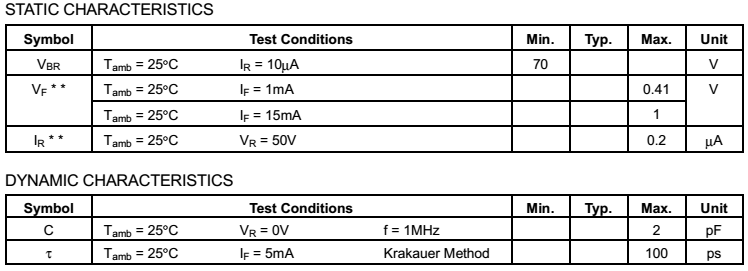 STATIC CHARACTERISTICS
Symbol Test Conditions Min. Typ. Max. Unit
VBR Tamb = 25°C IR = 10µA 70 V
VF * * Tamb = 25°C IF = 1mA 0.41 V
Tamb = 25°C IF = 15mA 1
IR * * Tamb = 25°C VR = 50V 0.2 µA
DYNAMIC CHARACTERISTICS
Symbol Test Conditions Min. Typ. Max. Unit
C Tamb = 25°C VR = 0V f = 1MHz 2 pF
τ Tamb = 25°C IF = 5mA Krakauer Method 100 ps